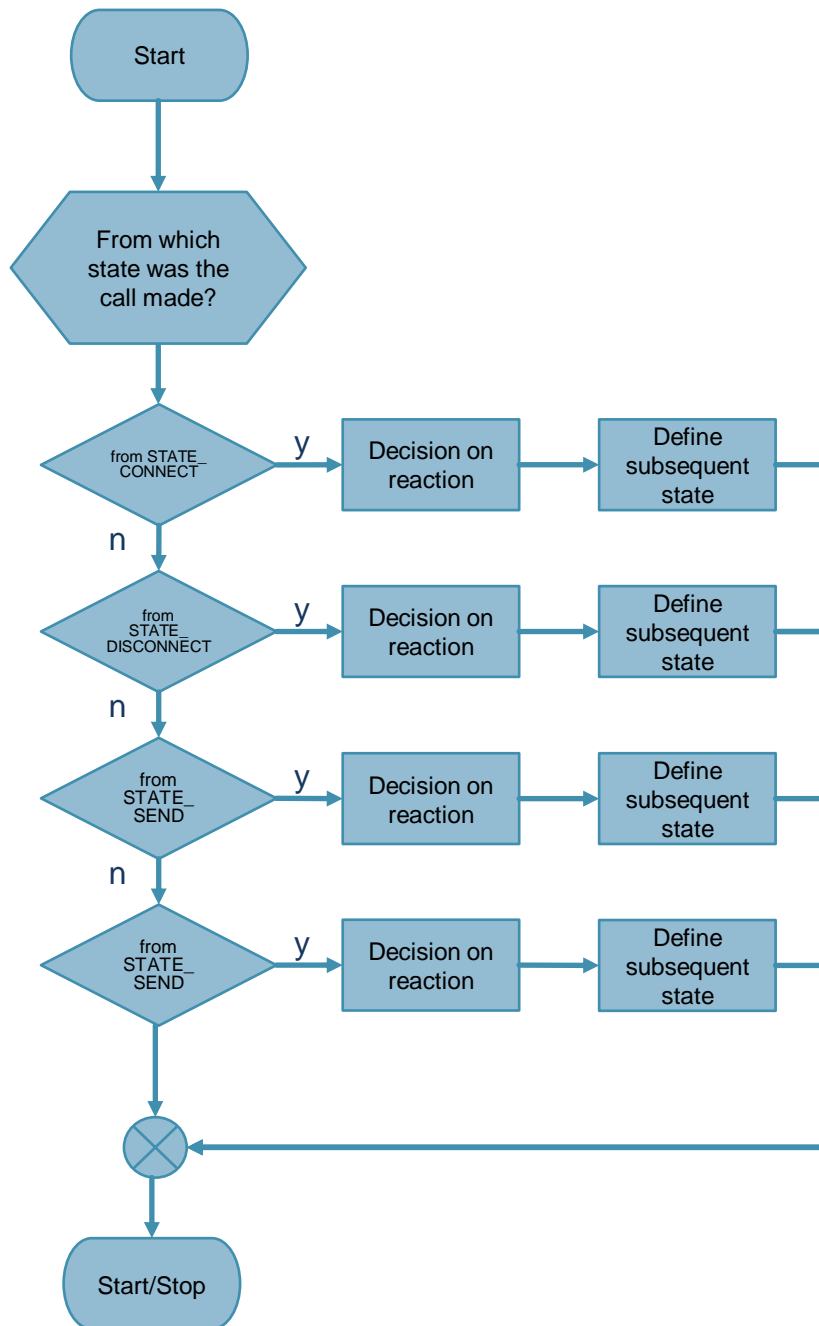 Start
From which
state was the
call made?
from STATE_
CONNECT
y
Decision on
reaction
Define
subsequent
state
n
from
STATE_
DISCONNECT
y
Decision on
reaction
Define
subsequent
state
n
from
STATE_
SEND
y
Decision on
reaction
Define
subsequent
state
n
from
STATE_
SEND
y
Decision on
reaction
Define
subsequent
state
Start/Stop